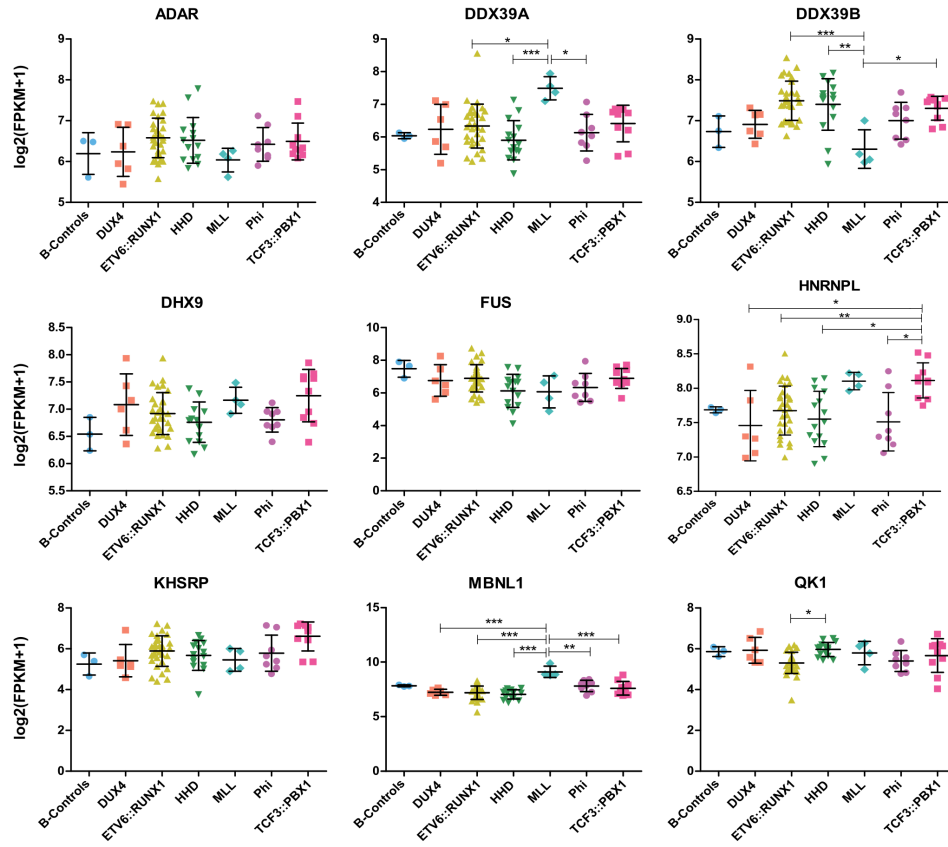 ADAR
log2(FPKM+1)
9
8
7
6
5
B-Controls
DUX4
ETV6::RUNX1
HHD
MLL
Phi
TCF3::PBX1
DDX39A
9
8
7
6
5
4
*
***
*
B-Controls
DUX4
ETV6::RUNX1
HHD
MLL
Phi
TCF3::PBX1
DDX39B
9
8
7
6
5
***
**
*
B-Controls
DUX4
ETV6::RUNX1
HHD
MLL
Phi
TCF3::PBX1
DHX9
log2(FPKM+1)
8.5
8.0
7.5
7.0
6.5
6.0
5.5
B-Controls
DUX4
ETV6::RUNX1
HHD
MLL
Phi
TCF3::PBX1
FUS
10
8
6
4
2
0
B-Controls
DUX4
ETV6::RUNX1
HHD
MLL
Phi
TCF3::PBX1
HNRNPL
9.0
8.5
8.0
7.5
7.0
6.5
*
**
*
*
B-Controls
DUX4
ETV6::RUNX1
HHD
MLL
Phi
TCF3::PBX1
KHSRP
log2(FPKM+1)
8
6
4
2
0
B-Controls
DUX4
ETV6::RUNX1
HHD
MLL
Phi
TCF3::PBX1
MBNL1
15
10
5
0
***
***
***
***
**
B-Controls
DUX4
ETV6::RUNX1
HHD
MLL
Phi
TCF3::PBX1
QK1
8
6
4
2
0
*
B-Controls
DUX4
ETV6::RUNX1
HHD
MLL
Phi
TCF3::PBX1